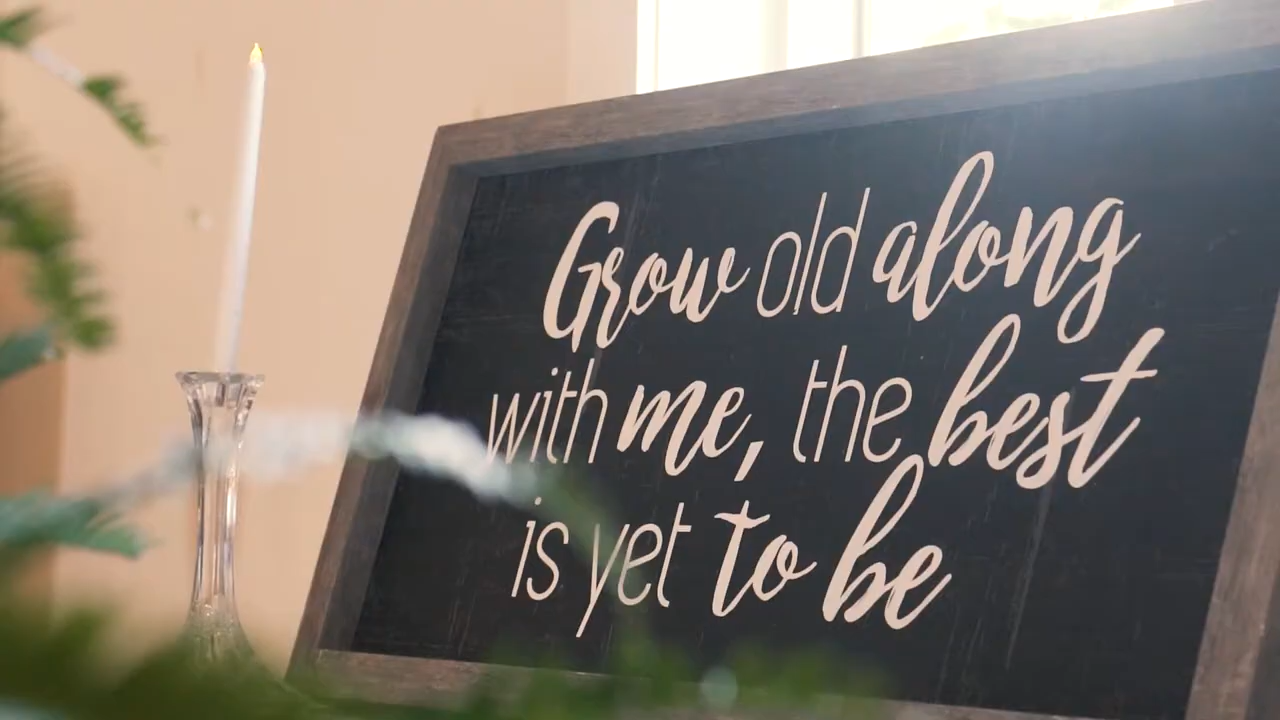 Grow old along
with me, the best
is yet to be